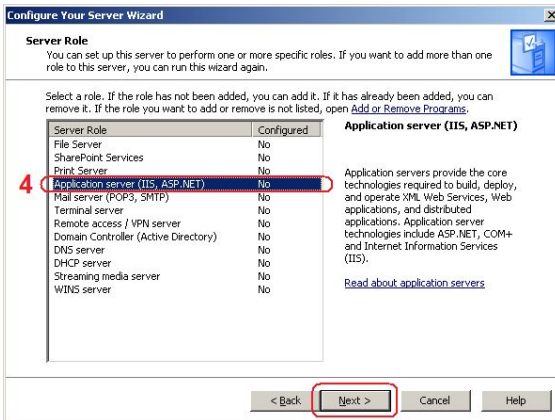 Configure Your Server Wizard
Server Role
You can set up this server to perform one or more specific roles. If you want to add more than one
role to this server, you can run this wizard again.
Select a role. If the role has not been added, you can add it. If it has already been added, you can
remove it. If the role you want to add or remove is not listed, open Add or Remove Programs.
Server Role Configured
File Server No
SharePoint Services No
Print Server No
4 Application server (IIS, ASP.NET) No
Mail server (POP3, SMTP) No
Terminal server No
Remote access / VPN server No
Domain Controller (Active Directory) No
DNS server No
DHCP server No
Streaming media server No
WINS server No
Application server (IIS, ASP.NET)
Application servers provide the core
technologies required to build, deploy,
and operate XML Web Services, Web
applications, and distributed
applications. Application server
technologies include ASP.NET, COM+
and Internet Information Services
(IIS).
Read about application servers
< Back Next > Cancel Help